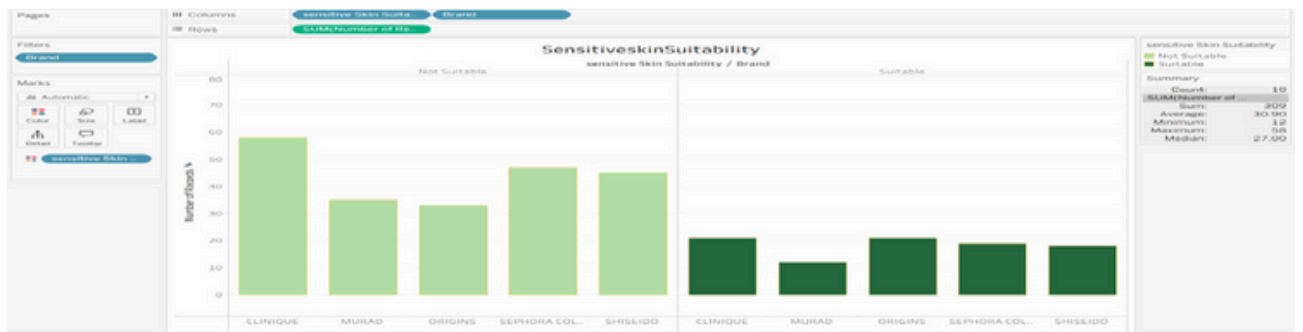 Pages
Columns
sensitive Skin Suita..
Brand
Rows
SUM(Number of Re..
Filters
Brand
Marks
Automatic
Color
Size
Label
Detail
Tooltip
sensitive Skin ..
SensitiveskinSuitability
sensitive Skin Suitability / Brand
Not Suitable
Suitable
Number of Records
80
70
60
50
40
30
20
10
0
CLINIQUE
MURAD
ORIGINS
SEPHORA COL..
SHISEIDO
CLINIQUE
MURAD
ORIGINS
SEPHORA COL..
SHISEIDO
sensitive Skin Suitability
Not Suitable
Suitable
Summary
Count: 10
SUM(Number of ...
Sum: 309
Average: 30.90
Minimum: 12
Maximum: 58
Median: 27.00